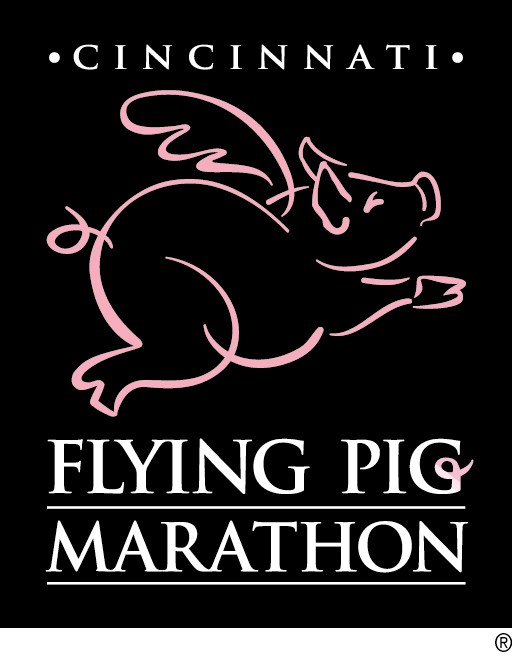 • CINCINNATI •
FLYING PIG
MARATHON
®